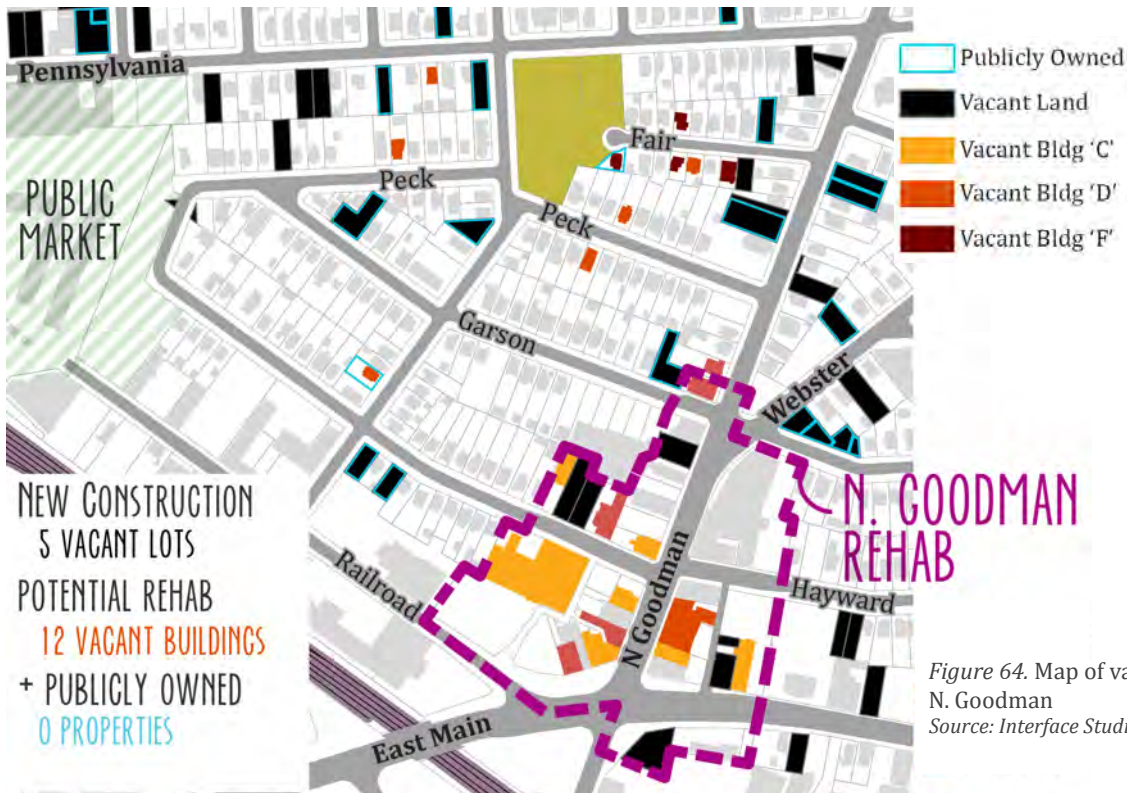 Pennsylvania
PUBLIC
MARKET
Peck
Fair
Peck
Garson
Webster
Railroad
N Goodman
Hayward
East Main
Publicly Owned
Vacant Land
Vacant Bldg ‘C’
Vacant Bldg ‘D’
Vacant Bldg ‘F’
N. GOODMAN
REHAB
NEW CONSTRUCTION
5 VACANT LOTS
POTENTIAL REHAB
12 VACANT BUILDINGS
+ PUBLICLY OWNED
0 PROPERTIES
Figure 64. Map of va
N. Goodman
Source: Interface Studi